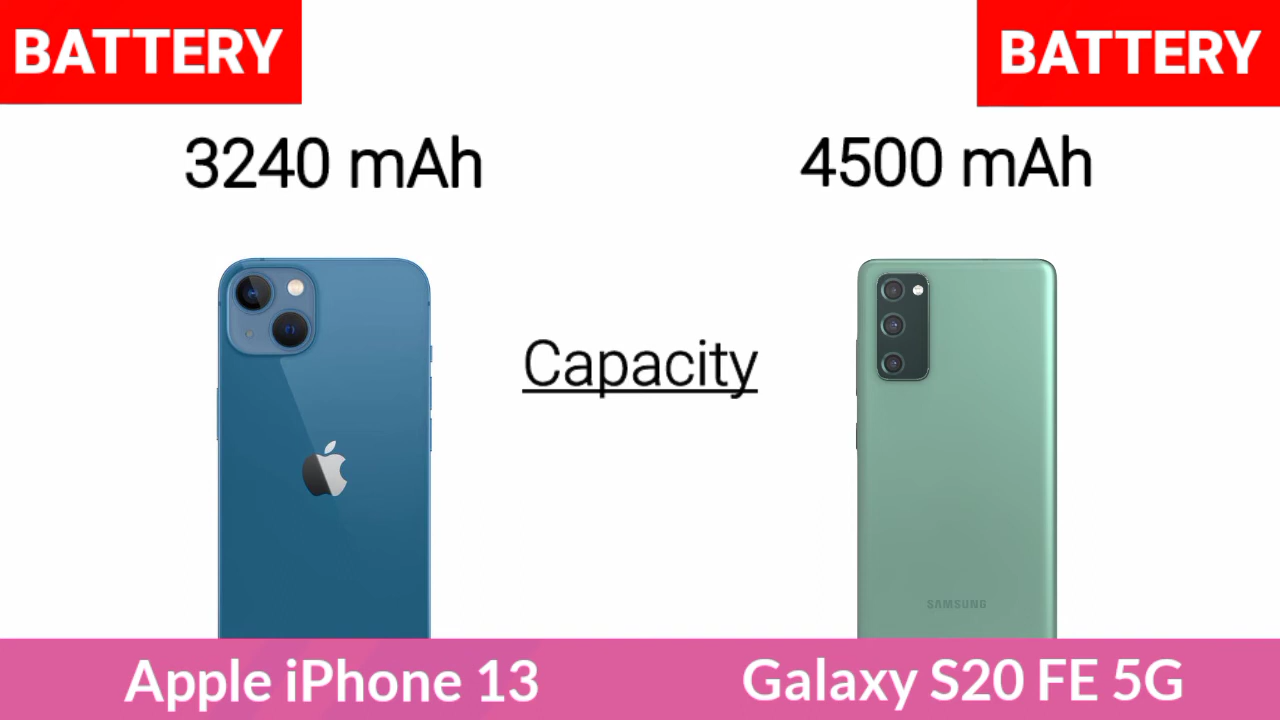 BATTERY
BATTERY
3240 mAh
4500 mAh
Capacity
SAMSUNG
Apple iPhone 13
Galaxy S20 FE 5G